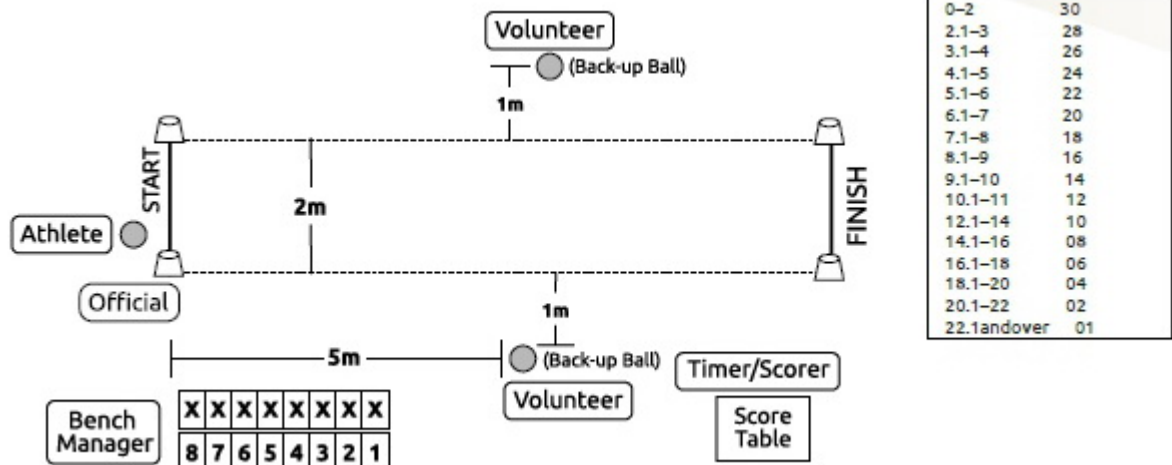 Volunteer
(Back-up Ball)
1m
START
2m
FINISH
Athlete
Official
1m
5m
(Back-up Ball)
Volunteer
Timer/Scorer
Score
Table
Bench
Manager
X X X X X X X X
8 7 6 5 4 3 2 1
0–2 30
2.1–3 28
3.1–4 26
4.1–5 24
5.1–6 22
6.1–7 20
7.1–8 18
8.1–9 16
9.1–10 14
10.1–11 12
12.1–14 10
14.1–16 08
16.1–18 06
18.1–20 04
20.1–22 02
22.1andover 01